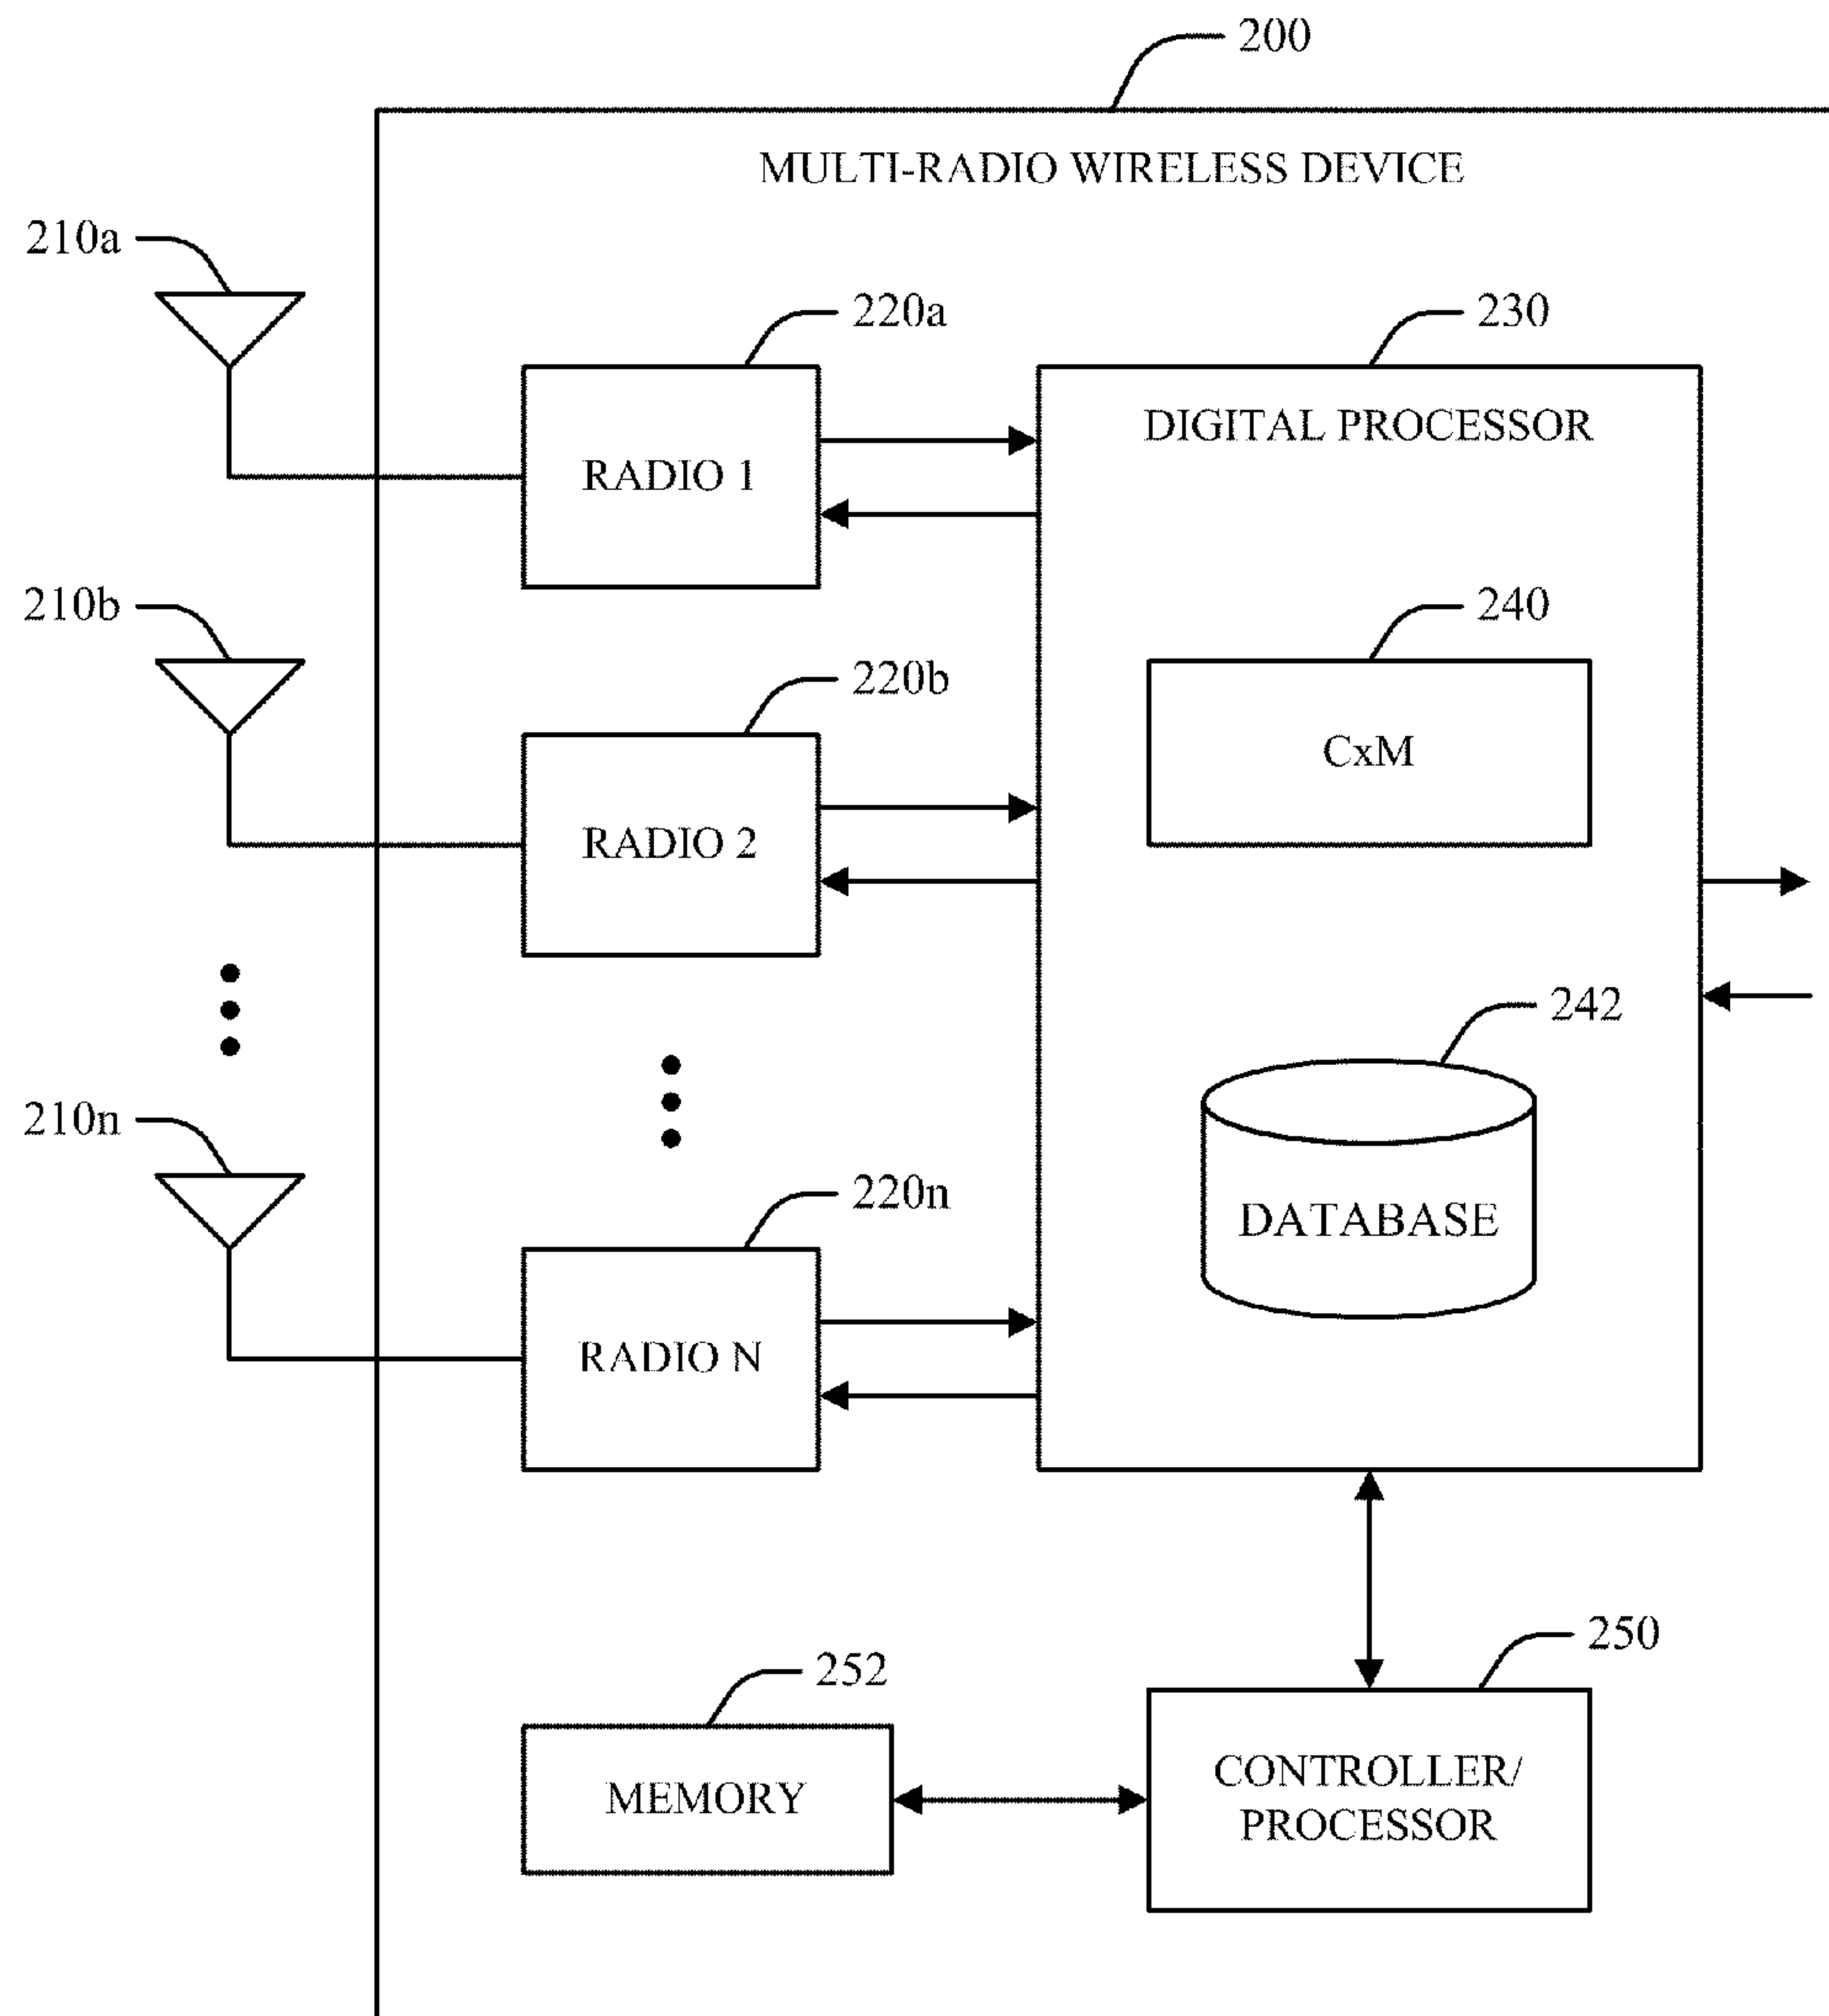 200
MULTI-RADIO WIRELESS DEVICE
210a
220a
230
DIGITAL PROCESSOR
RADIO 1
210b
240
220b
CxM
RADIO 2
242
210n
220n
DATABASE
RADIO N
250
252
MEMORY
CONTROLLER/
PROCESSOR